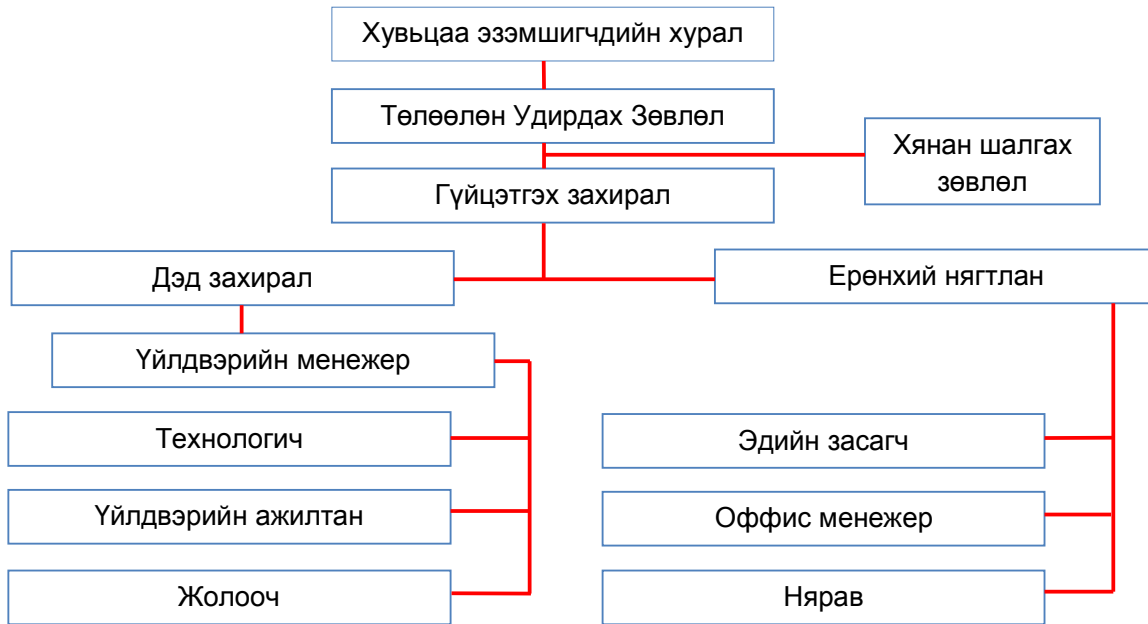 Хувьцаа эзэмшигчдийн хурал
Төлөөлөн Удирдах Зөвлөл
Хянан шалгах
зөвлөл
Гүйцэтгэх захирал
Дэд захирал
Ерөнхий нягтлан
Үйлдвэрийн менежер
Технологич
Эдийн засагч
Үйлдвэрийн ажилтан
Оффис менежер
Жолооч
Нярав